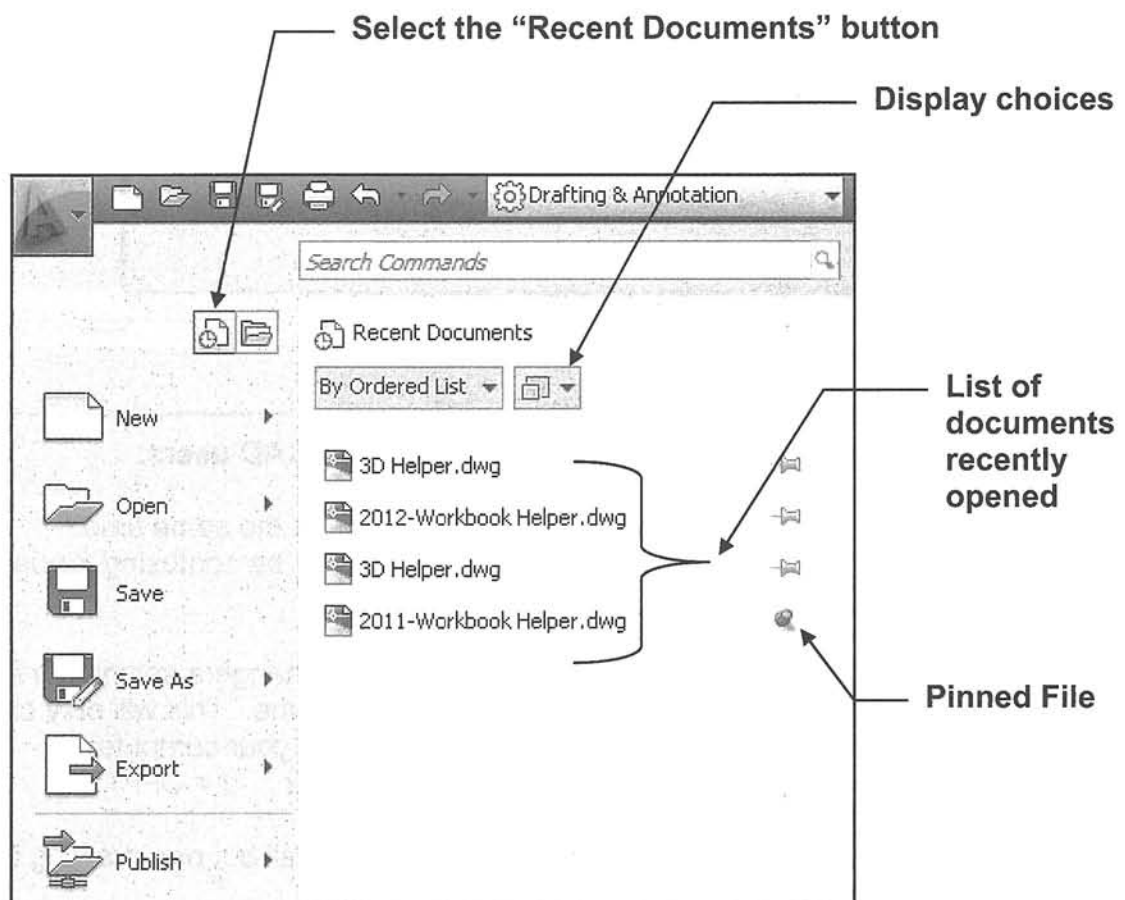 Select the “Recent Documents” button
Display choices
Drafting & Annotation
Search Commands
Recent Documents
By Ordered List
New
Open
Save
Save As
Export
Publish
3D Helper.dwg
2012-Workbook Helper.dwg
3D Helper.dwg
2011-Workbook Helper.dwg
List of
documents
recently
opened
Pinned File